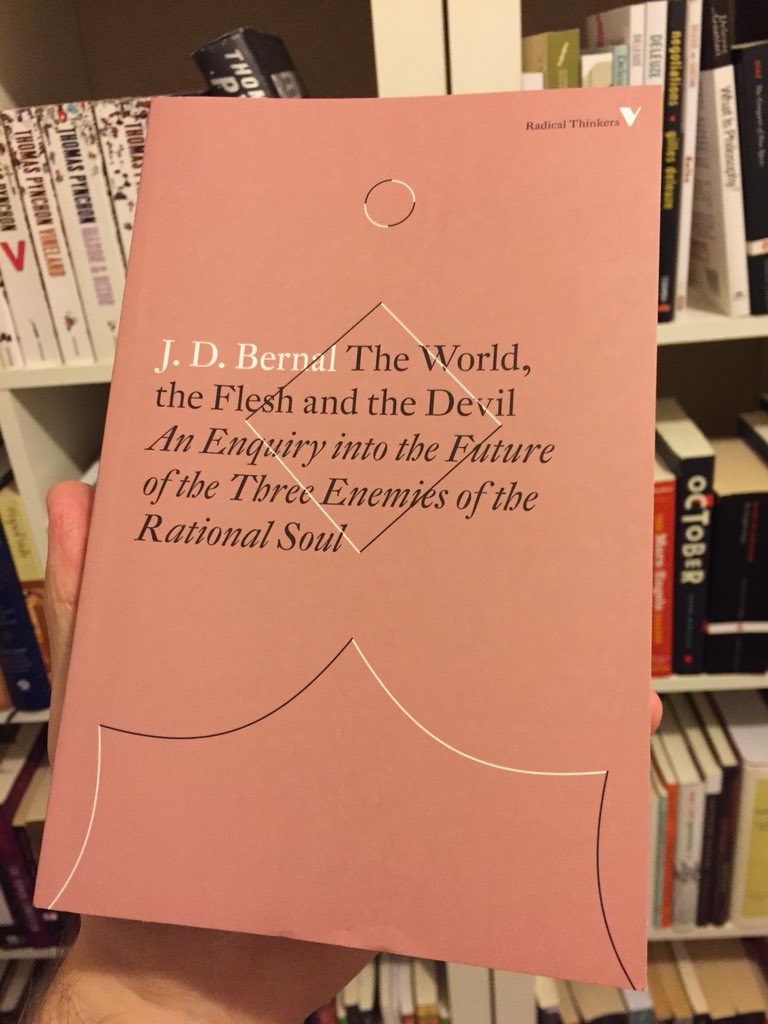 Radical Thinkers
J. D. Bernal The World,
the Flesh and the Devil
An Enquiry into the Future
of the Three Enemies of the
Rational Soul
THOMAS PYNCHON V
THOMAS PYNCHON VINELAND
THOMAS PYNCHON MASON & DIXON
THOMAS
DELEUZE
negotiations • gilles deleuze
What Is Philosophy?
OCTOBER